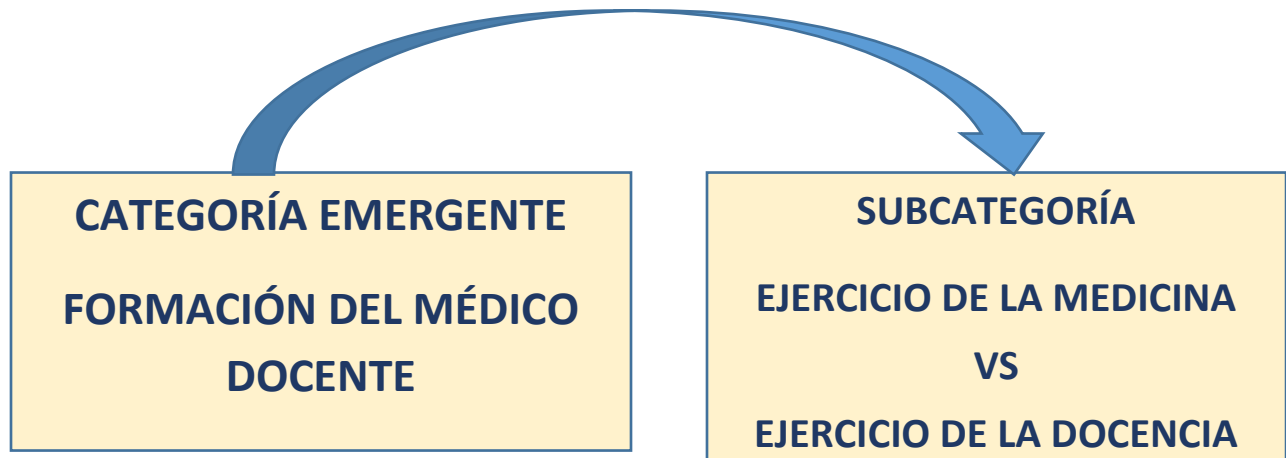 CATEGORÍA EMERGENTE
FORMACIÓN DEL MÉDICO
DOCENTE
SUBCATEGORÍA
EJERCICIO DE LA MEDICINA
VS
EJERCICIO DE LA DOCENCIA